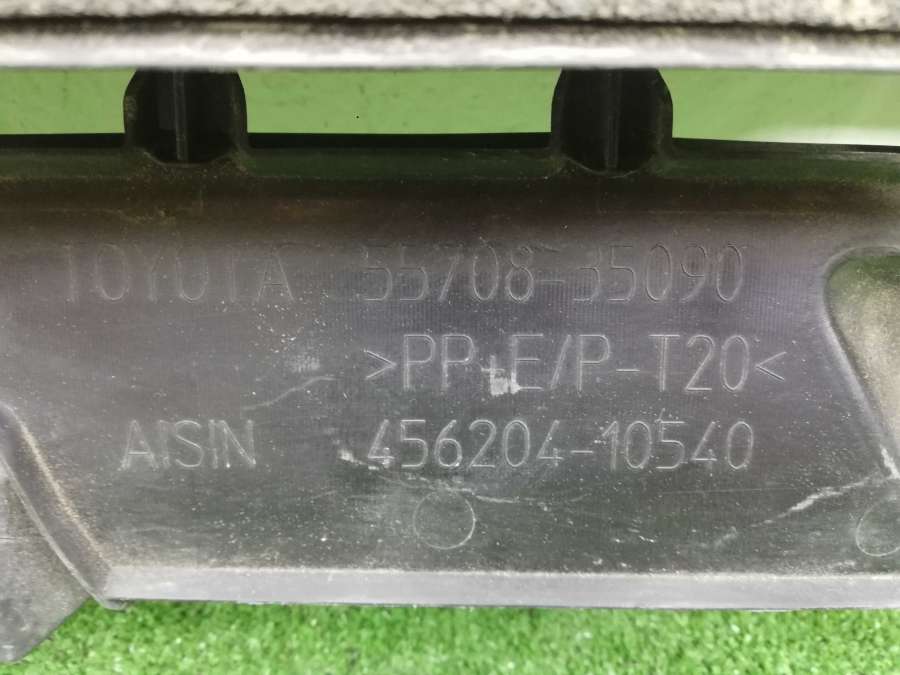 TOYOTA 55708-35090
>PP+E/P-T20<
AISIN 456204-10540